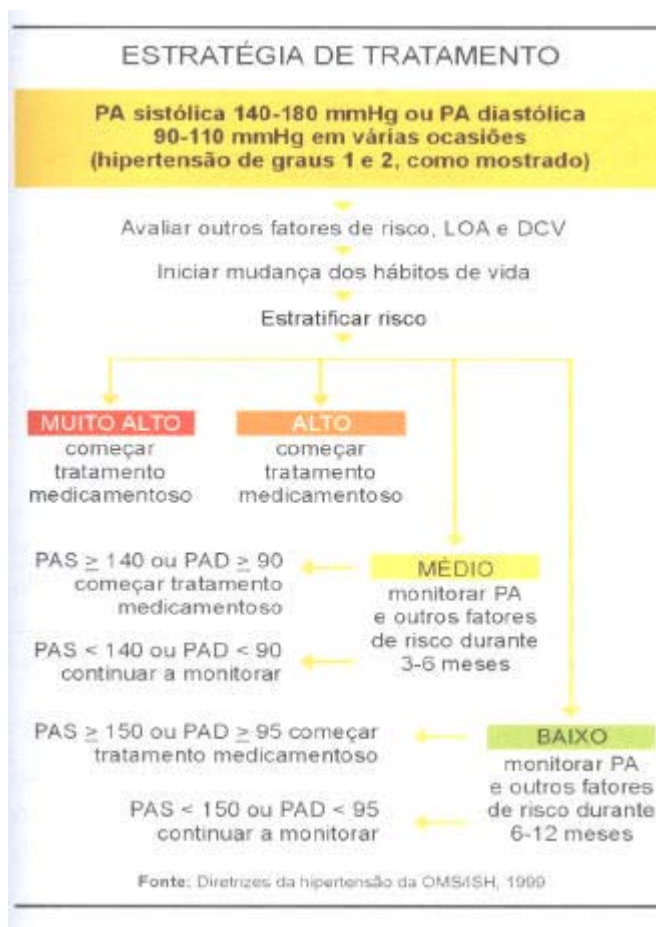 ESTRATÉGIA DE TRATAMENTO
PA sistólica 140-180 mmHg ou PA diastólica
90-110 mmHg em várias ocasiões
(hipertensão de graus 1 e 2, como mostrado)
Avaliar outros fatores de risco, LOA e DCV
Iniciar mudança dos hábitos de vida
Estratificar risco
MUITO ALTO
começar
tratamento
medicamentoso
ALTO
começar
tratamento
medicamentoso
MÉDIO
monitorar PA
e outros fatores
de risco durante
3-6 meses
PAS ≥ 140 ou PAD ≥ 90
começar tratamento
medicamentoso
PAS < 140 ou PAD < 90
continuar a monitorar
BAIXO
monitorar PA
e outros fatores
de risco durante
6-12 meses
PAS ≥ 150 ou PAD ≥ 95 começar
tratamento medicamentoso
PAS < 150 ou PAD < 95
continuar a monitorar
Fonte: Diretrizes da hipertensão da OMS/ISH, 1999